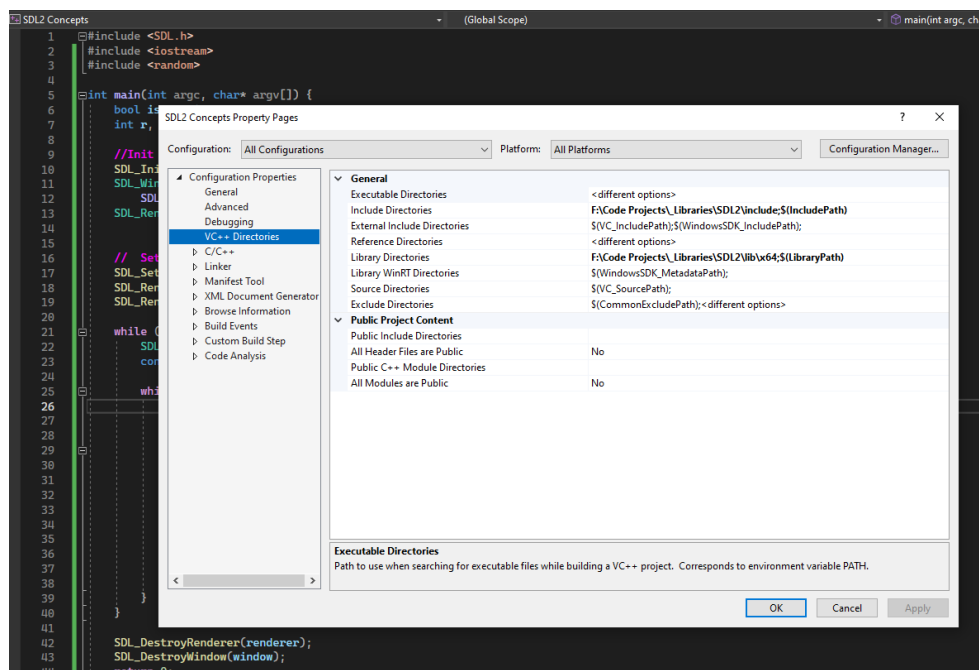 SDL2 Concepts (Global Scope) main(int argc, cha
1 #include <SDL.h>
2 #include <iostream>
3 #include <random>
4
5 int main(int argc, char* argv[]) {
6 bool is
7 int r,
8
9 //Init
10 SDL_Ini
11 SDL_Win
12 SDL
13 SDL_Ren
14
15
16 // Set
17 SDL_Set
18 SDL_Ren
19 SDL_Ren
20
21 while (
22 SDL
23 con
24
25 whi
26
27
28
29
30
31
32
33
34
35
36
37
38
39 }
40 }
41
42 SDL_DestroyRenderer(renderer);
43 SDL_DestroyWindow(window);
SDL2 Concepts Property Pages ? ×
Configuration: All Configurations Platform: All Platforms Configuration Manager...
Configuration Properties
General
Advanced
Debugging
VC++ Directories
C/C++
Linker
Manifest Tool
XML Document Generator
Browse Information
Build Events
Custom Build Step
Code Analysis
General
Executable Directories <different options>
Include Directories F:\Code Projects\_Libraries\SDL2\include;$(IncludePath)
External Include Directories $(VC_IncludePath);$(WindowsSDK_IncludePath);
Reference Directories <different options>
Library Directories F:\Code Projects\_Libraries\SDL2\lib\x64;$(LibraryPath)
Library WinRT Directories $(WindowsSDK_MetadataPath);
Source Directories $(VC_SourcePath);
Exclude Directories $(CommonExcludePath);<different options>
Public Project Content
Public Include Directories
All Header Files are Public No
Public C++ Module Directories
All Modules are Public No
Executable Directories
Path to use when searching for executable files while building a VC++ project. Corresponds to environment variable PATH.
OK Cancel Apply